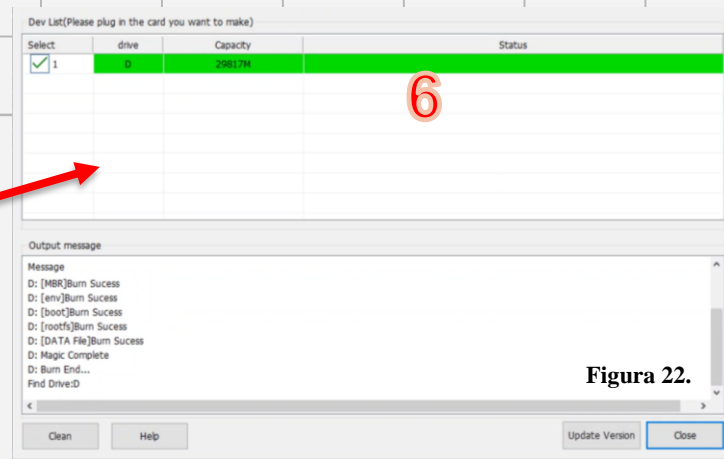 Dev List(Please plug in the card you want to make)
Select drive Capacity Status
1 D 29817M
6
Output message
Message
D: [MBR]Burn Sucess
D: [env]Burn Sucess
D: [boot]Burn Sucess
D: [rootfs]Burn Sucess
D: [DATA File]Burn Sucess
D: Magic Complete
D: Burn End...
Find Drive:D
Figura 22.
Clean Help Update Version Close